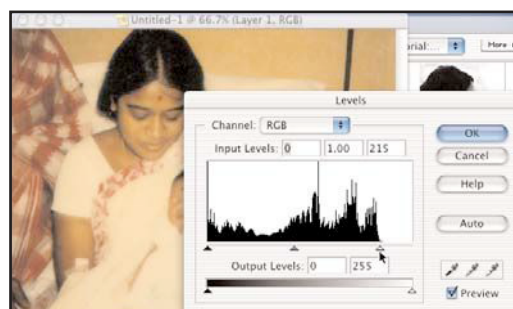 Untitled-1 @ 66.7% (Layer 1, RGB)
More
Levels
Channel: RGB
OK
Input Levels: 0 1.00 215
Cancel
Help
Auto
Output Levels: 0 255
Preview